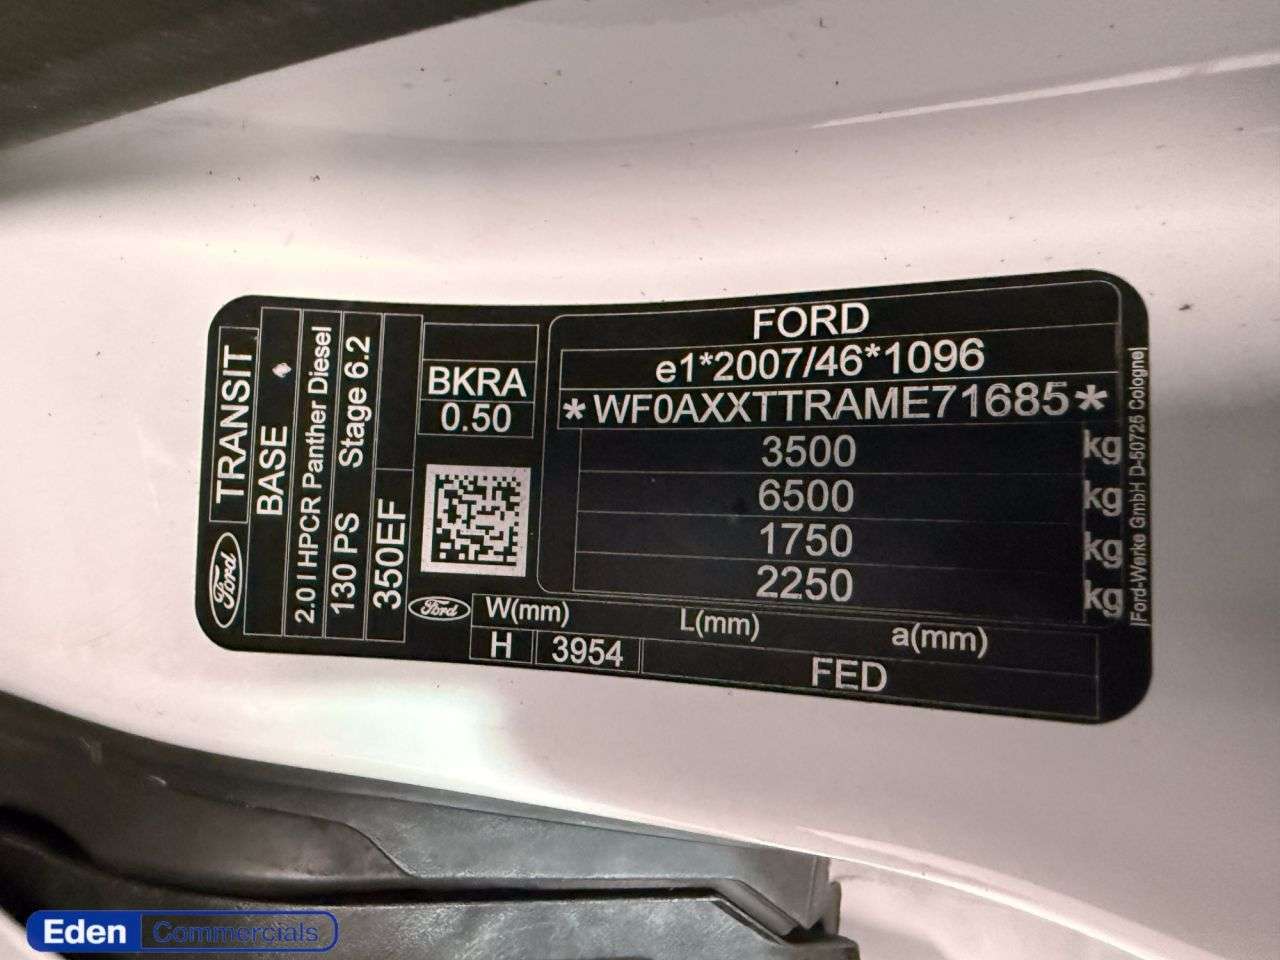 Ford TRANSIT
BASE
2.0 l HPCR Panther Diesel
130 PS Stage 6.2
350EF
BKRA
0.50
FORD
e1*2007/46*1096
*WF0AXXTTRAME71685*
3500 kg
6500 kg
1750 kg
2250 kg
Ford-Werke GmbH D-50725 Cologne
Ford W(mm) L(mm) a(mm)
H 3954 FED
Eden Commercials